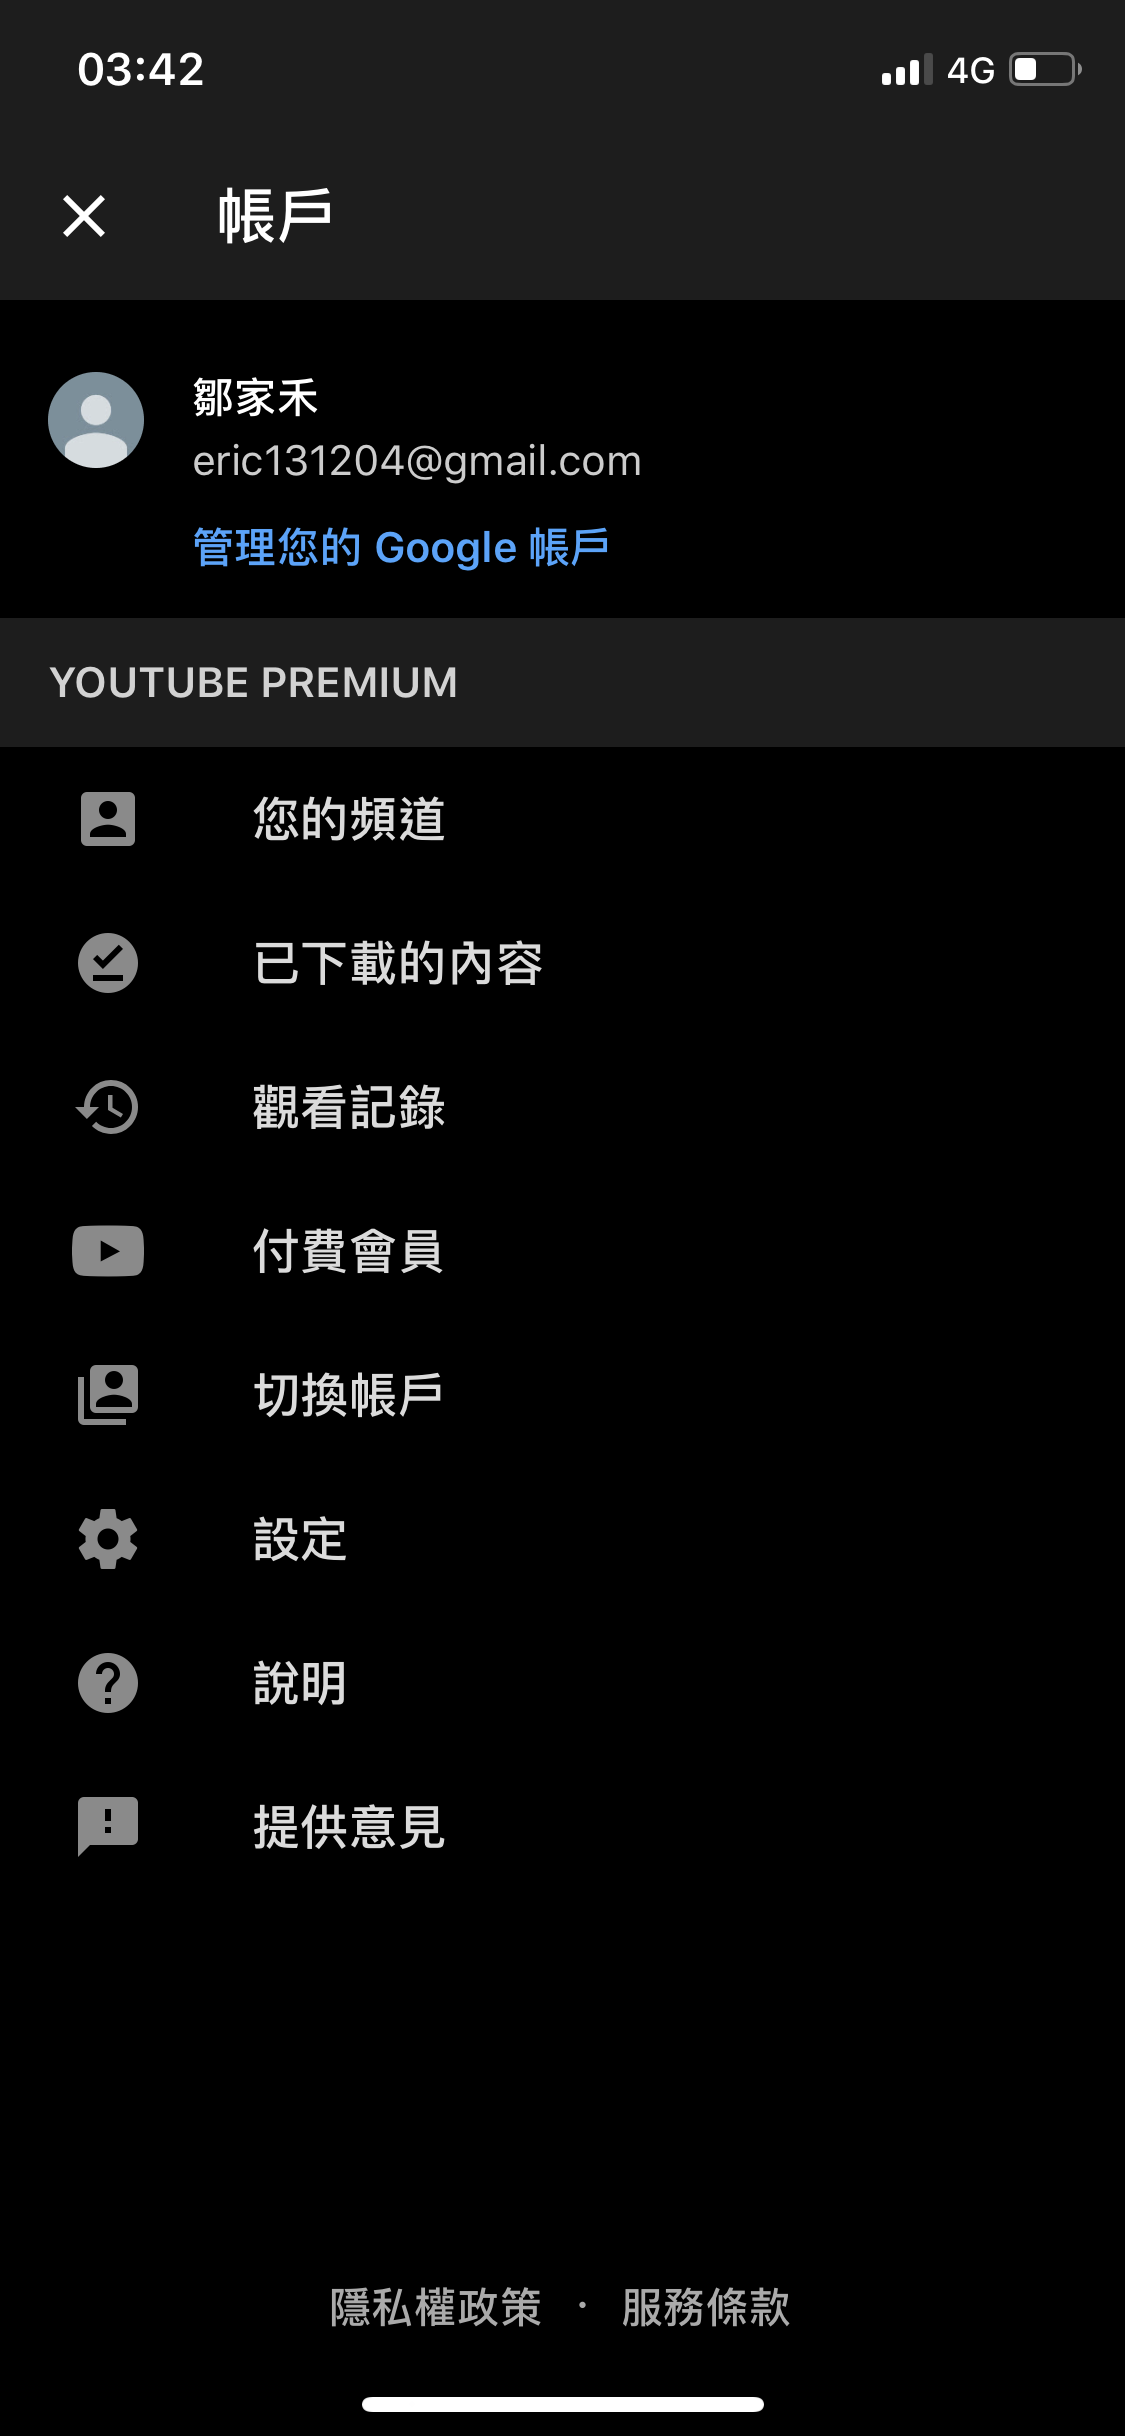 03:42
4G
帳戶
鄒家禾
eric131204@gmail.com
管理您的 Google 帳戶
YOUTUBE PREMIUM
您的頻道
已下載的內容
觀看記錄
付費會員
切換帳戶
設定
說明
提供意見
隱私權政策 · 服務條款